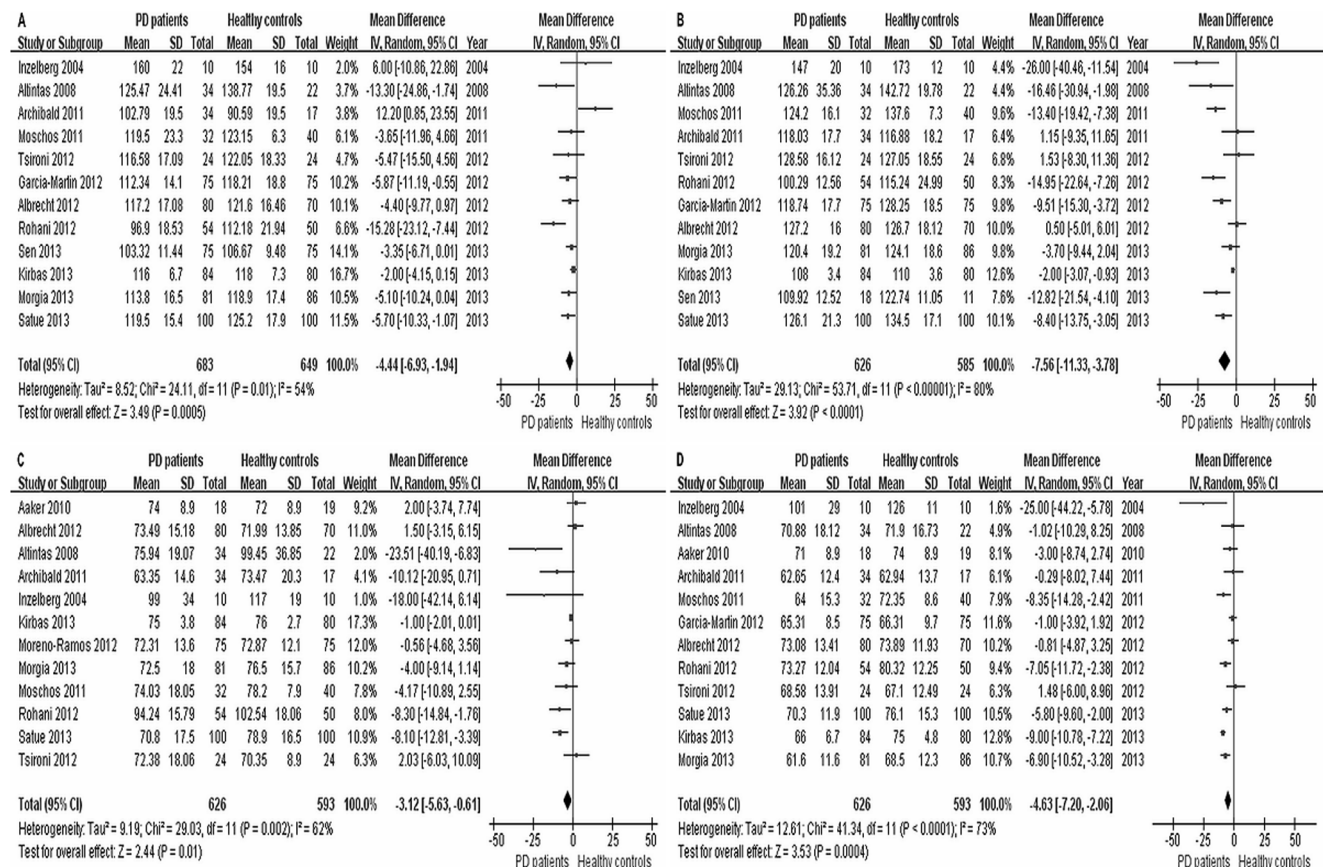 A PD patients Healthy controls Mean Difference Mean Difference
Study or Subgroup Mean SD Total Mean SD Total Weight IV, Random, 95% CI Year IV, Random, 95% CI
Inzelberg 2004 160 22 10 154 16 10 2.0% 6.00 [-10.86, 22.86] 2004
Altintas 2008 125.47 24.41 34 138.77 19.5 22 3.7% -13.30 [-24.86, -1.74] 2008
Archibald 2011 102.79 19.5 34 90.59 19.5 17 3.8% 12.20 [0.85, 23.55] 2011
Moschos 2011 119.5 23.3 32 123.15 6.3 40 6.1% -3.65 [-11.96, 4.66] 2011
Tsironi 2012 116.58 17.09 24 122.05 18.33 24 4.7% -5.47 [-15.50, 4.56] 2012
Garcia-Martin 2012 112.34 14.1 75 118.21 18.8 75 10.2% -5.87 [-11.19, -0.55] 2012
Albrecht 2012 117.2 17.08 80 121.6 16.46 70 10.1% -4.40 [-9.77, 0.97] 2012
Rohani 2012 96.9 18.53 54 112.18 21.94 50 6.6% -15.28 [-23.12, -7.44] 2012
Sen 2013 103.32 11.44 75 106.67 9.48 75 14.1% -3.35 [-6.71, 0.01] 2013
Kirbas 2013 116 6.7 84 118 7.3 80 16.7% -2.00 [-4.15, 0.15] 2013
Morgia 2013 113.8 16.5 81 118.9 17.4 86 10.5% -5.10 [-10.24, 0.04] 2013
Satue 2013 119.5 15.4 100 125.2 17.9 100 11.5% -5.70 [-10.33, -1.07] 2013
Total (95% CI) 683 649 100.0% -4.44 [-6.93, -1.94]
Heterogeneity: Tau² = 8.52; Chi² = 24.11, df = 11 (P = 0.01); I² = 54%
Test for overall effect: Z = 3.49 (P = 0.0005)
-50 -25 0 25 50
PD patients Healthy controls
B PD patients Healthy controls Mean Difference Mean Difference
Study or Subgroup Mean SD Total Mean SD Total Weight IV, Random, 95% CI Year IV, Random, 95% CI
Inzelberg 2004 147 20 10 173 12 10 4.4% -26.00 [-40.46, -11.54] 2004
Altintas 2008 126.26 35.36 34 142.72 19.78 22 4.4% -16.46 [-30.94, -1.98] 2008
Moschos 2011 124.2 16.1 32 137.6 7.3 40 9.6% -13.40 [-19.42, -7.38] 2011
Archibald 2011 118.03 17.7 34 116.88 18.2 17 6.4% 1.15 [-9.35, 11.65] 2011
Tsironi 2012 128.58 16.12 24 127.05 18.55 24 6.8% 1.53 [-8.30, 11.36] 2012
Rohani 2012 100.29 12.56 54 115.24 24.99 50 8.3% -14.95 [-22.64, -7.26] 2012
Garcia-Martin 2012 118.74 17.7 75 128.25 18.5 75 9.8% -9.51 [-15.30, -3.72] 2012
Albrecht 2012 127.2 16 80 126.7 18.12 70 10.0% 0.50 [-5.01, 6.01] 2012
Morgia 2013 120.4 19.2 81 124.1 18.6 86 9.8% -3.70 [-9.44, 2.04] 2013
Kirbas 2013 108 3.4 84 110 3.6 80 12.6% -2.00 [-3.07, -0.93] 2013
Sen 2013 109.92 12.52 18 122.74 11.05 11 7.6% -12.82 [-21.54, -4.10] 2013
Satue 2013 126.1 21.3 100 134.5 17.1 100 10.1% -8.40 [-13.75, -3.05] 2013
Total (95% CI) 626 585 100.0% -7.56 [-11.33, -3.78]
Heterogeneity: Tau² = 29.13; Chi² = 53.71, df = 11 (P < 0.00001); I² = 80%
Test for overall effect: Z = 3.92 (P < 0.0001)
-50 -25 0 25 50
PD patients Healthy controls
C PD patients Healthy controls Mean Difference Mean Difference
Study or Subgroup Mean SD Total Mean SD Total Weight IV, Random, 95% CI IV, Random, 95% CI
Aaker 2010 74 8.9 18 72 8.9 19 9.2% 2.00 [-3.74, 7.74]
Albrecht 2012 73.49 15.18 80 71.99 13.85 70 11.0% 1.50 [-3.15, 6.15]
Altintas 2008 75.94 19.07 34 99.45 36.85 22 2.0% -23.51 [-40.19, -6.83]
Archibald 2011 63.35 14.6 34 73.47 20.3 17 4.2% -10.12 [-20.95, 0.71]
Inzelberg 2004 99 34 10 117 19 10 1.0% -18.00 [-42.14, 6.14]
Kirbas 2013 75 3.8 84 76 2.7 80 17.3% -1.00 [-2.01, 0.01]
Moreno-Ramos 2012 72.31 13.6 75 72.87 12.1 75 12.0% -0.56 [-4.68, 3.56]
Morgia 2013 72.5 18 81 76.5 15.7 86 10.2% -4.00 [-9.14, 1.14]
Moschos 2011 74.03 18.05 32 78.2 7.9 40 7.8% -4.17 [-10.89, 2.55]
Rohani 2012 94.24 15.79 54 102.54 18.06 50 8.0% -8.30 [-14.84, -1.76]
Satue 2013 70.8 17.5 100 78.9 16.5 100 10.9% -8.10 [-12.81, -3.39]
Tsironi 2012 72.38 18.06 24 70.35 8.9 24 6.3% 2.03 [-6.03, 10.09]
Total (95% CI) 626 593 100.0% -3.12 [-5.63, -0.61]
Heterogeneity: Tau² = 9.19; Chi² = 29.03, df = 11 (P = 0.002); I² = 62%
Test for overall effect: Z = 2.44 (P = 0.01)
-50 -25 0 25 50
PD patients Healthy controls
D PD patients Healthy controls Mean Difference Mean Difference
Study or Subgroup Mean SD Total Mean SD Total Weight IV, Random, 95% CI Year IV, Random, 95% CI
Inzelberg 2004 101 29 10 126 11 10 1.6% -25.00 [-44.22, -5.78] 2004
Altintas 2008 70.88 18.12 34 71.9 16.73 22 5.0% -1.02 [-10.29, 8.25] 2008
Aaker 2010 71 8.9 18 74 8.9 19 8.3% -3.00 [-8.74, 2.74] 2010
Archibald 2011 62.65 12.4 34 62.94 13.7 17 6.2% -0.29 [-8.02, 7.44] 2011
Moschos 2011 64 15.3 32 72.35 8.6 40 7.9% -8.35 [-14.28, -2.42] 2011
Garcia-Martin 2012 65.31 8.5 75 66.31 9.7 75 11.6% -1.00 [-3.92, 1.92] 2012
Albrecht 2012 73.08 13.41 80 73.89 11.93 70 10.1% -0.81 [-4.87, 3.25] 2012
Rohani 2012 73.27 12.04 54 80.32 12.25 50 9.4% -7.05 [-11.72, -2.38] 2012
Tsironi 2012 68.58 13.91 24 67.1 12.49 24 6.4% 1.48 [-6.00, 8.96] 2012
Satue 2013 70.3 11.9 100 76.1 15.3 100 10.5% -5.80 [-9.60, -2.00] 2013
Kirbas 2013 66 6.7 84 75 4.8 80 12.8% -9.00 [-10.78, -7.22] 2013
Morgia 2013 61.6 11.6 81 68.5 12.3 86 10.7% -6.90 [-10.52, -3.28] 2013
Total (95% CI) 626 593 100.0% -4.63 [-7.20, -2.06]
Heterogeneity: Tau² = 12.61; Chi² = 41.34, df = 11 (P < 0.0001); I² = 73%
Test for overall effect: Z = 3.53 (P = 0.0004)
-50 -25 0 25 50
PD patients Healthy controls